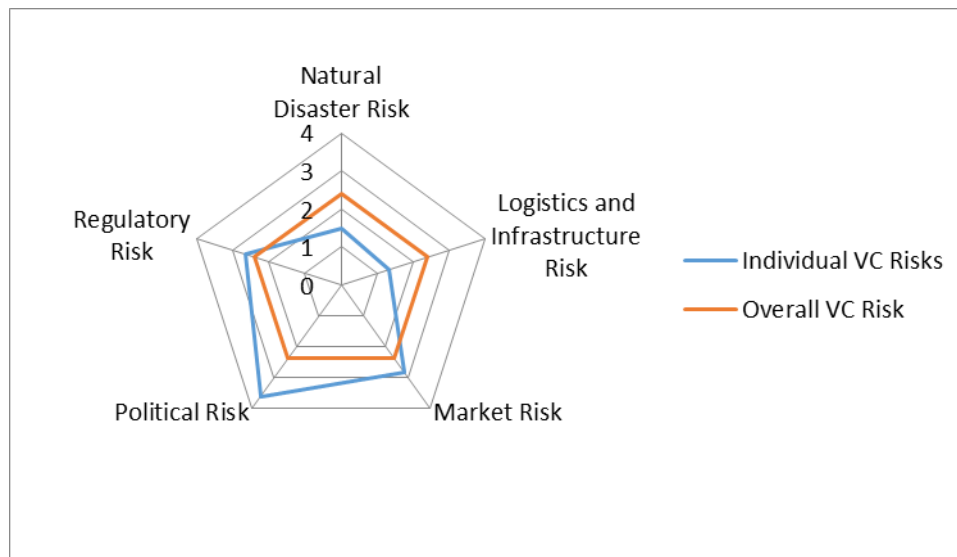 Natural
Disaster Risk
4
3
2
1
0
Logistics and
Infrastructure
Risk
Regulatory
Risk
Political Risk
Market Risk
Individual VC Risks
Overall VC Risk